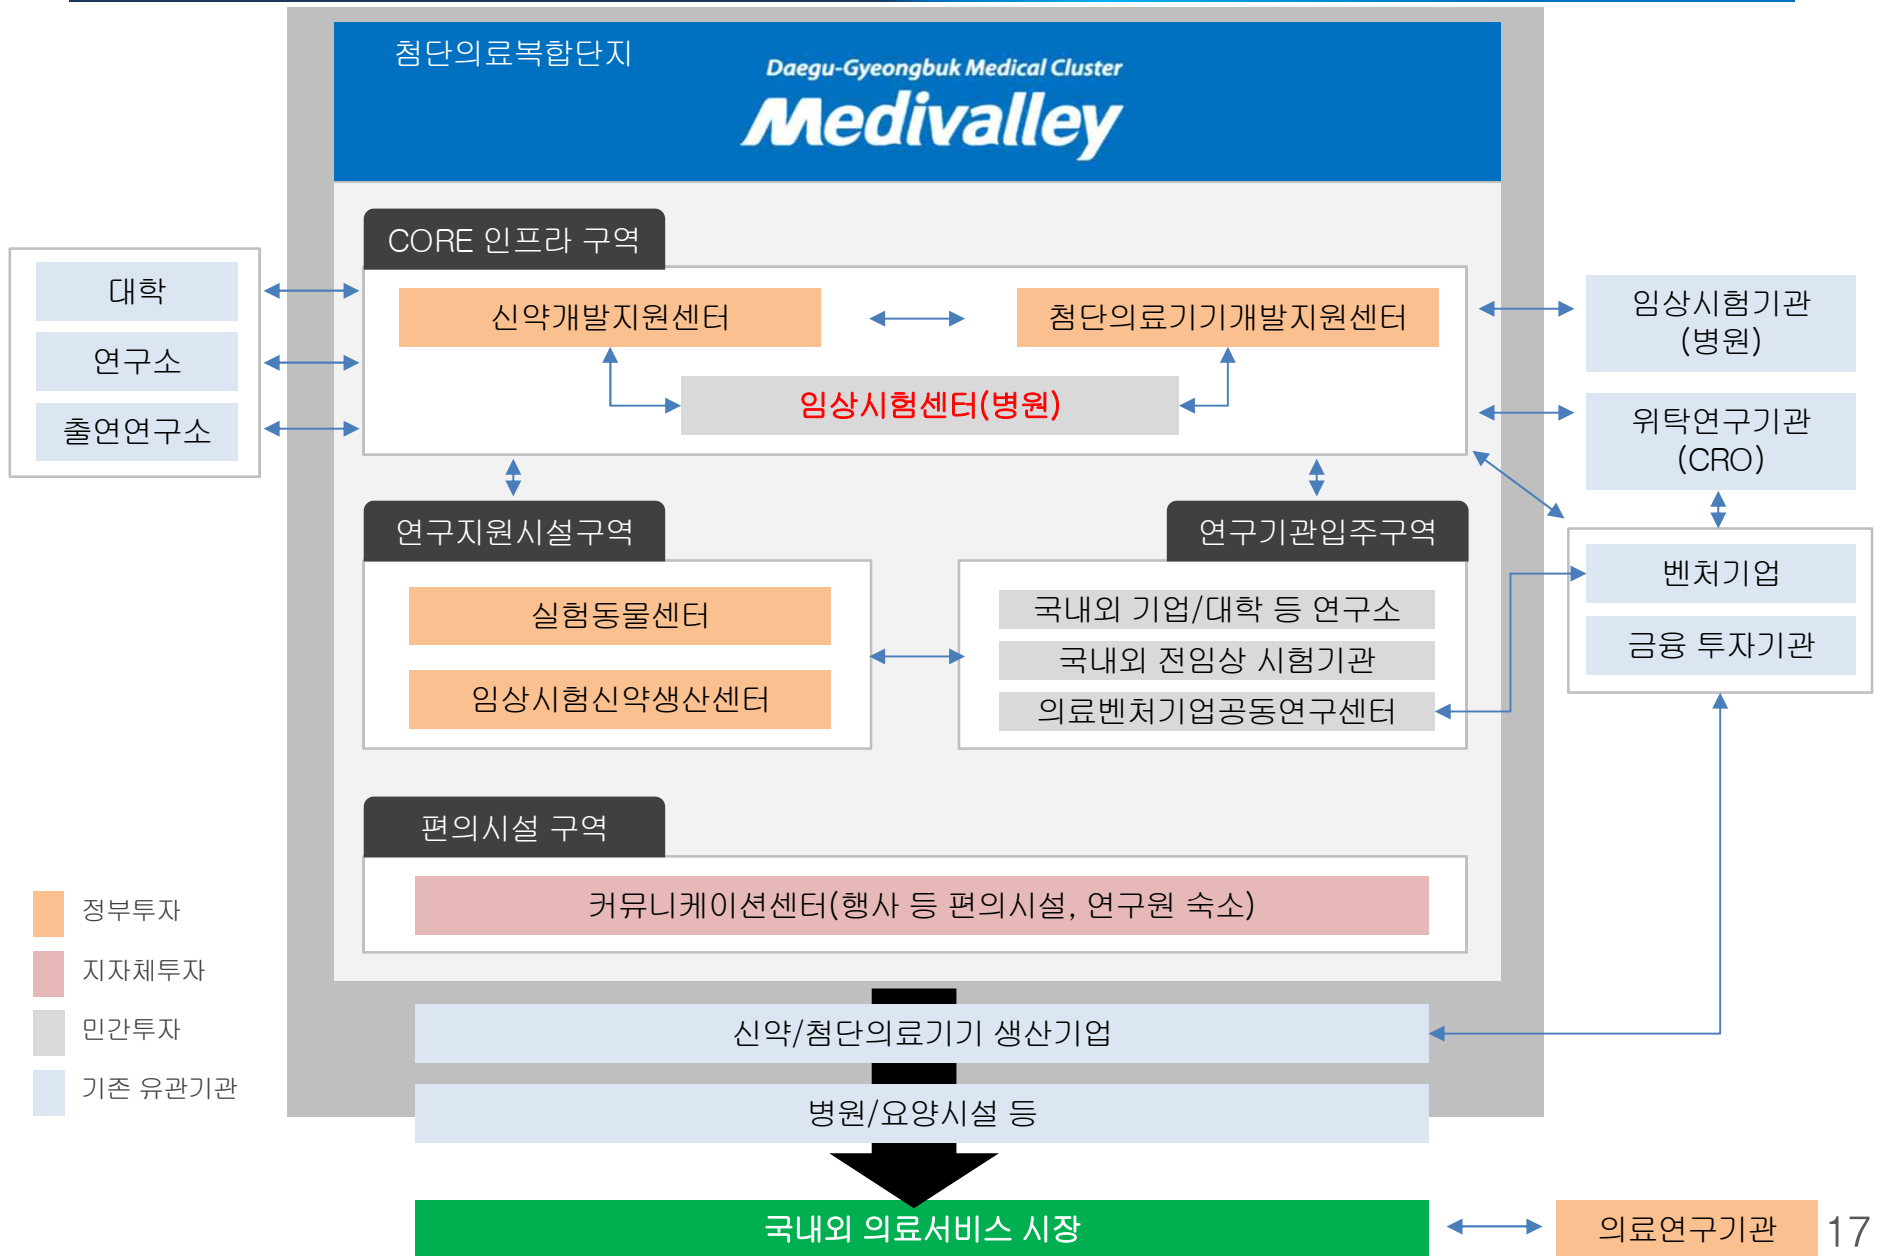 첨단의료복합단지
Daegu-Gyeongbuk Medical Cluster
Medivalley
CORE 인프라 구역
신약개발지원센터
첨단의료기기개발지원센터
임상시험센터(병원)
대학
연구소
출연연구소
임상시험기관
(병원)
위탁연구기관
(CRO)
연구지원시설구역
실험동물센터
임상시험신약생산센터
연구기관입주구역
국내외 기업/대학 등 연구소
국내외 전임상 시험기관
의료벤처기업공동연구센터
벤처기업
금융 투자기관
편의시설 구역
커뮤니케이션센터(행사 등 편의시설, 연구원 숙소)
정부투자
지자체투자
민간투자
기존 유관기관
신약/첨단의료기기 생산기업
병원/요양시설 등
국내외 의료서비스 시장
의료연구기관
17